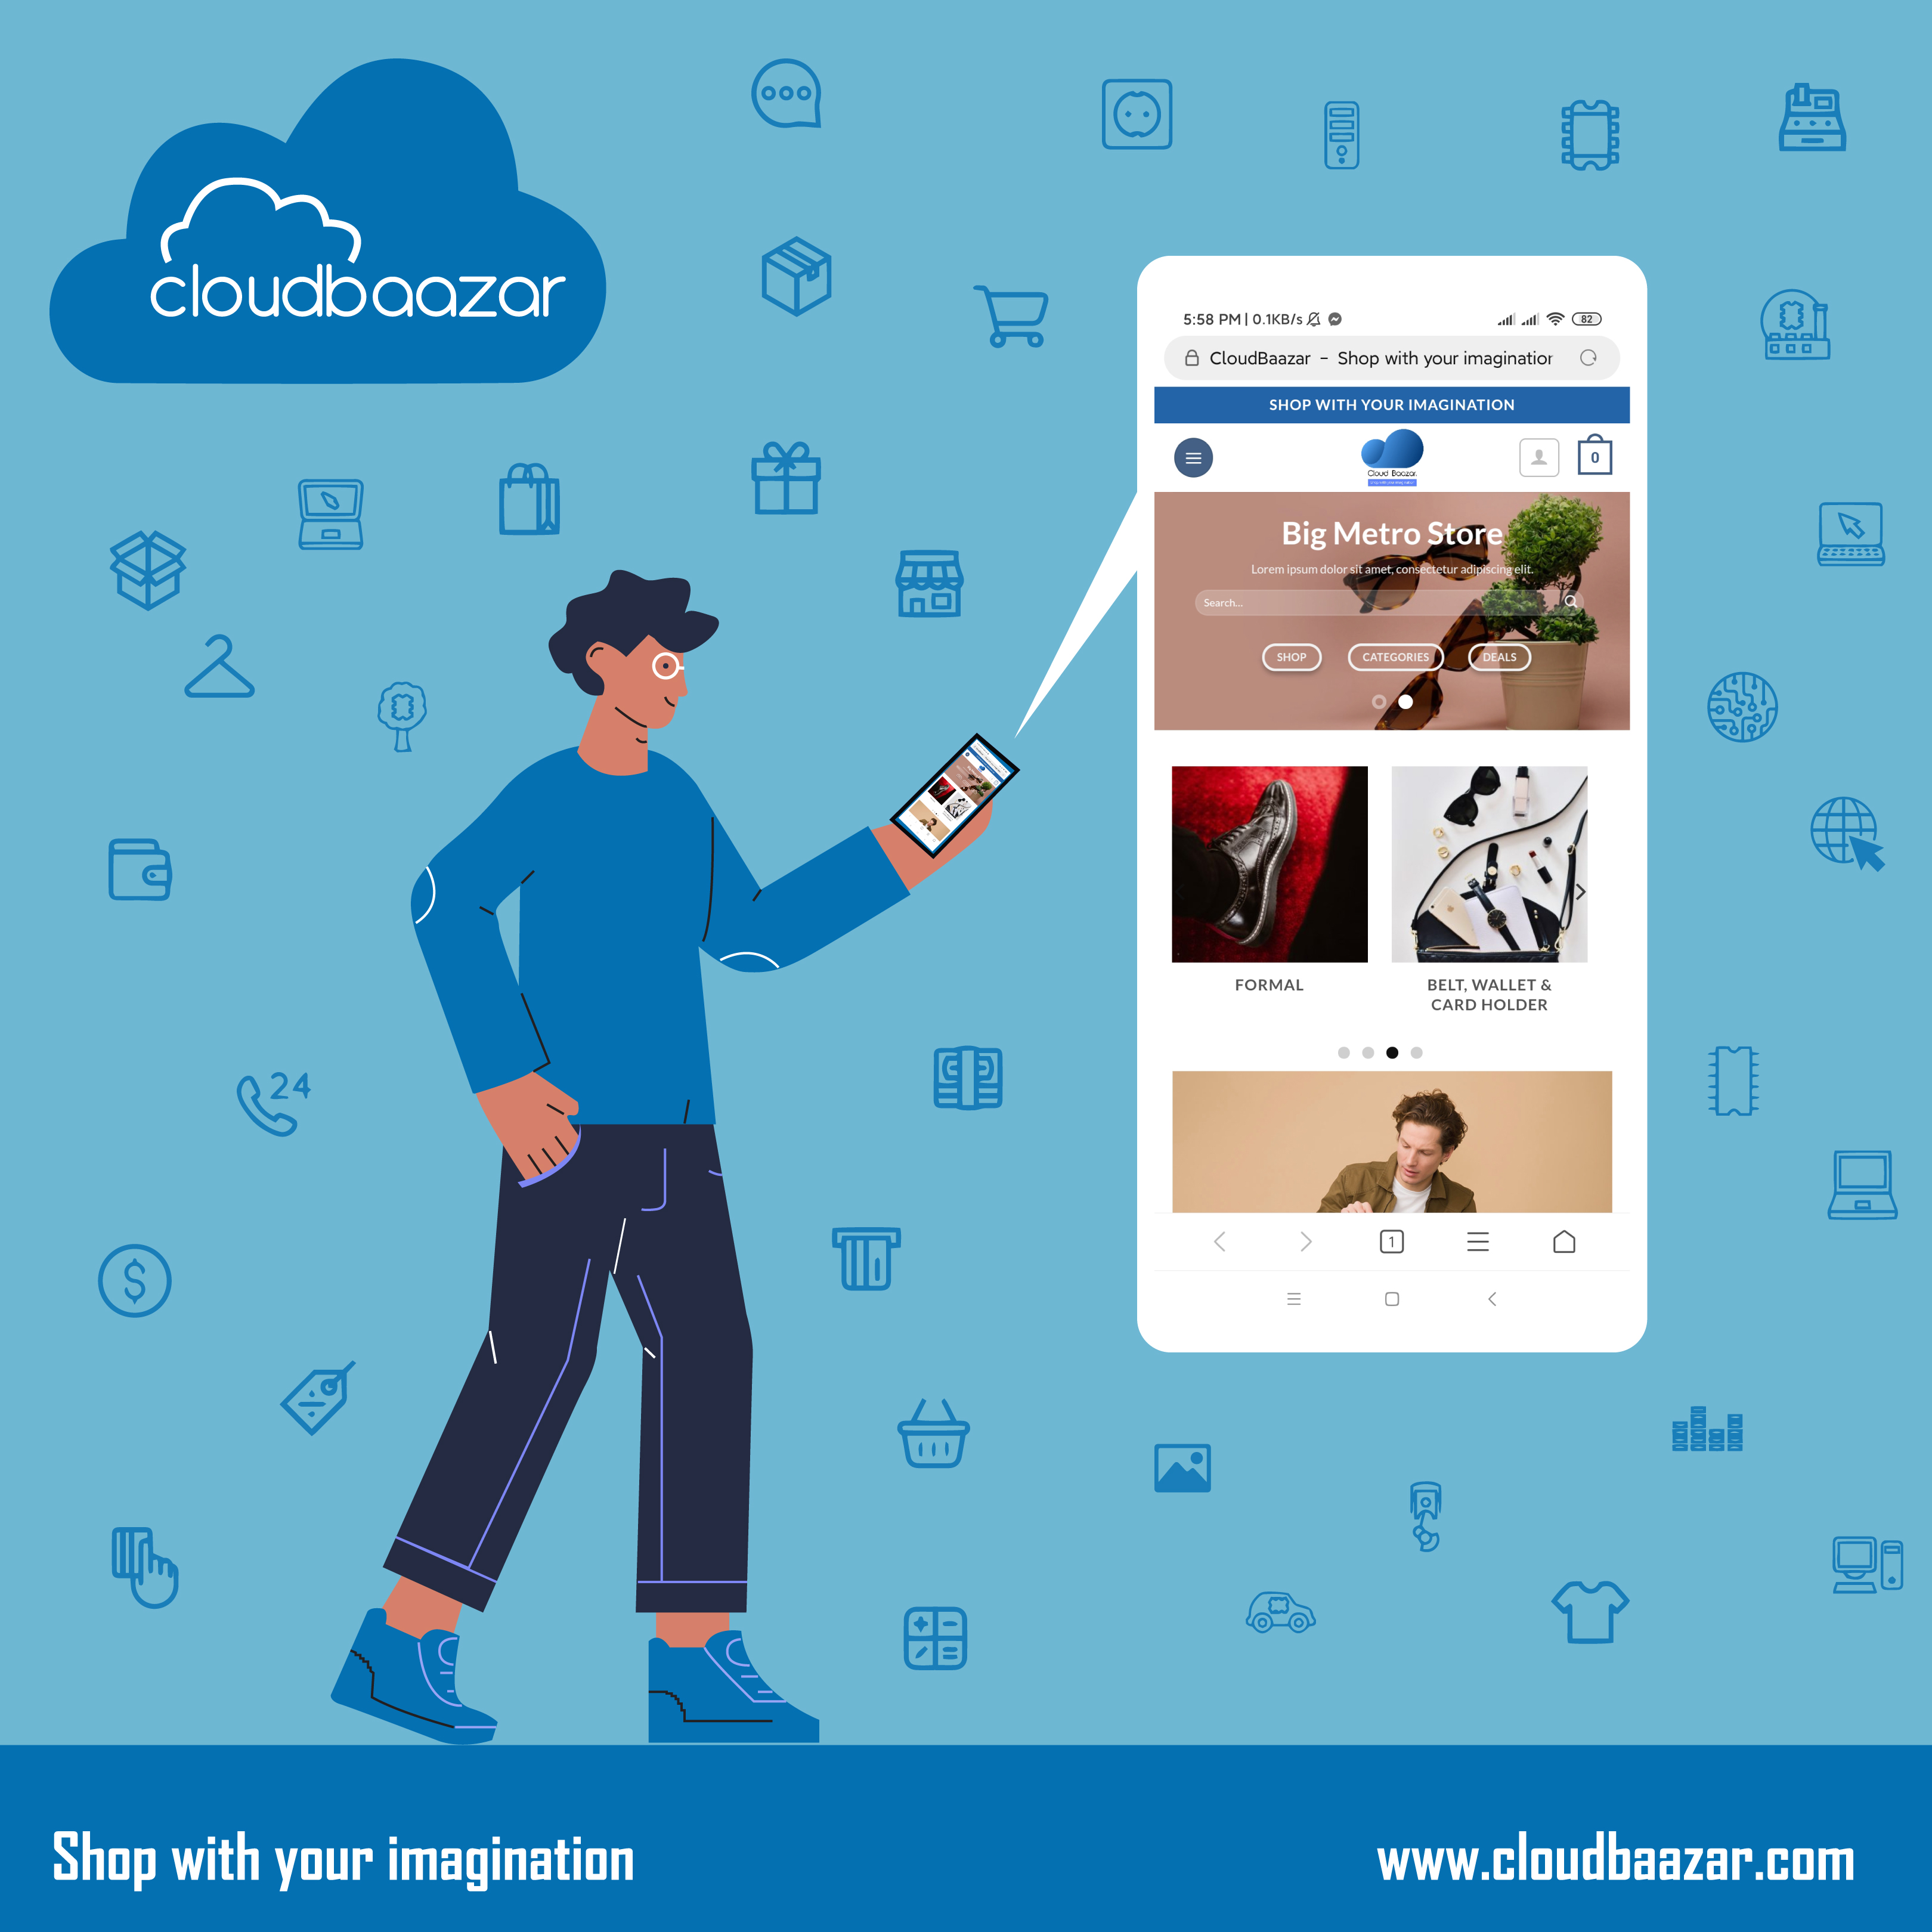 cloudbaazar
5:58 PM | 0.1KB/s
82
CloudBaazar - Shop with your imagination
SHOP WITH YOUR IMAGINATION
Cloud Baazar
0
Big Metro Store
Lorem ipsum dolor sit amet, consectetur adipiscing elit.
Search...
SHOP
CATEGORIES
DEALS
FORMAL
BELT, WALLET &
CARD HOLDER
1
24
$
Shop with your imagination
www.cloudbaazar.com